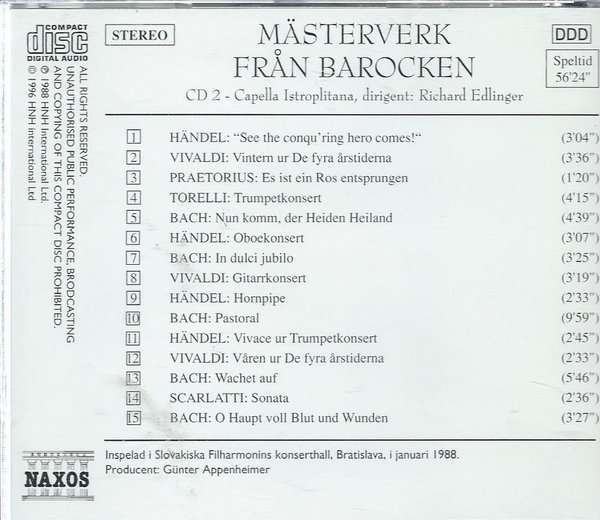 COMPACT
disc
DIGITAL AUDIO
STEREO
MÄSTERVERK
FRÅN BAROCKEN
CD 2 - Capella Istroplitana, dirigent: Richard Edlinger
DDD
Speltid
56'24"
ALL RIGHTS RESERVED.
UNAUTHORISED PUBLIC PERFORMANCE, BRODCASTING
AND COPYING OF THIS COMPACT DISC PROHIBITED.
℗ 1988 HNH International Ltd.
© 1996 HNH International Ltd
1 HÄNDEL: "See the conqu'ring hero comes!" (3'04")
2 VIVALDI: Vintern ur De fyra årstiderna (3'36")
3 PRAETORIUS: Es ist ein Ros entsprungen (1'20")
4 TORELLI: Trumpetkonsert (4'15")
5 BACH: Nun komm, der Heiden Heiland (4'39")
6 HÄNDEL: Oboekonsert (3'07")
7 BACH: In dulci jubilo (3'25")
8 VIVALDI: Gitarrkonsert (3'19")
9 HÄNDEL: Hornpipe (2'33")
10 BACH: Pastoral (9'59")
11 HÄNDEL: Vivace ur Trumpetkonsert (2'45")
12 VIVALDI: Våren ur De fyra årstiderna (2'33")
13 BACH: Wachet auf (5'46")
14 SCARLATTI: Sonata (2'36")
15 BACH: O Haupt voll Blut und Wunden (3'27")
NAXOS
Inspelad i Slovakiska Filharmonins konserthall, Bratislava, i januari 1988.
Producent: Günter Appenheimer